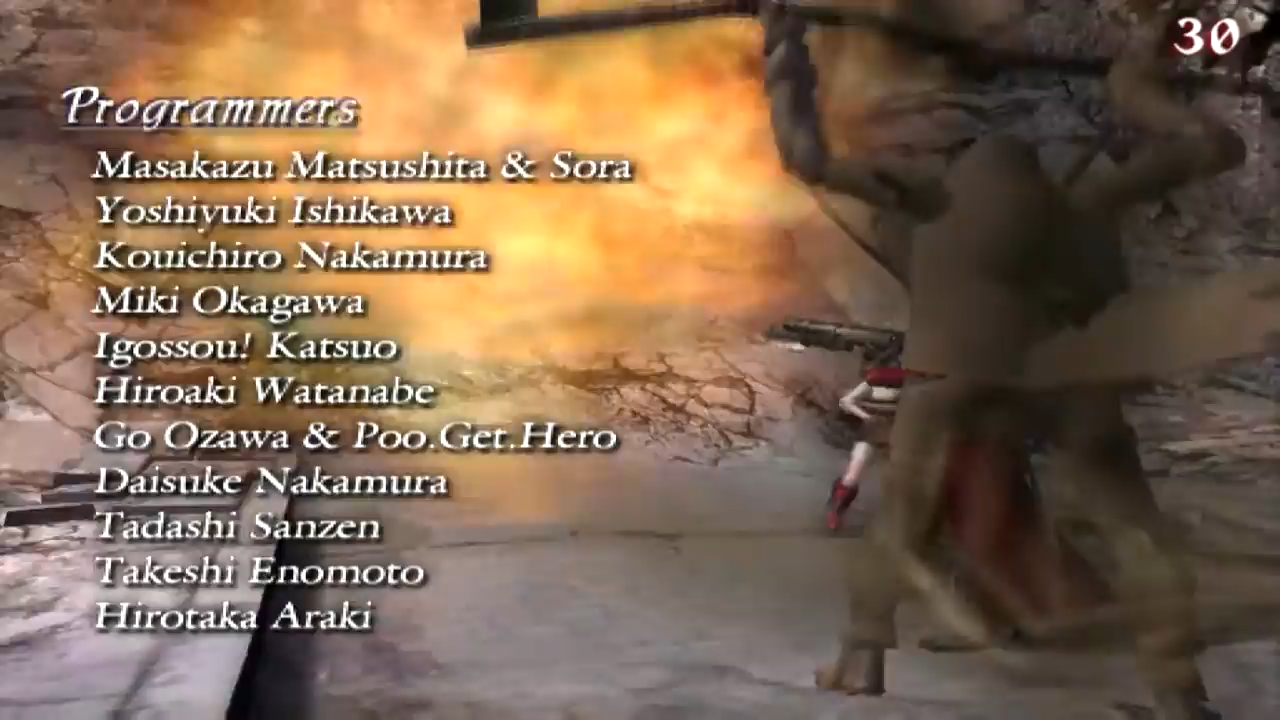 30
Programmers
Masakazu Matsushita & Sora
Yoshiyuki Ishikawa
Kouichiro Nakamura
Miki Okagawa
Igossou! Katsuo
Hiroaki Watanabe
Go Ozawa & Poo.Get.Hero
Daisuke Nakamura
Tadashi Sanzen
Takeshi Enomoto
Hirotaka Araki